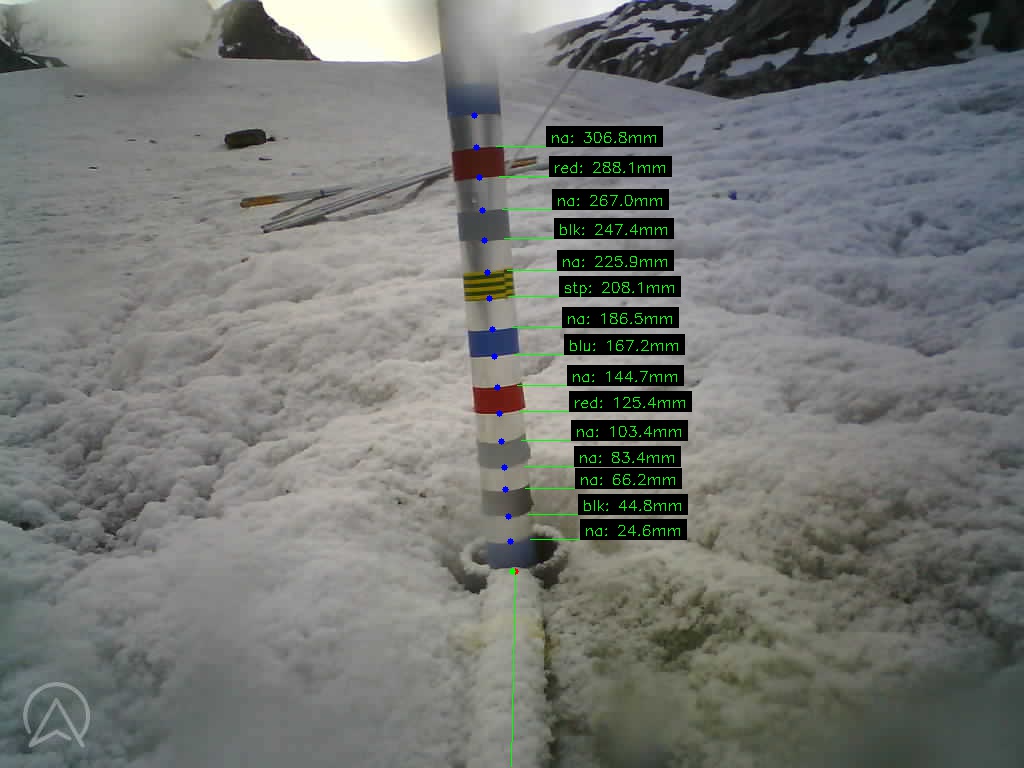 na: 306.8mm
red: 288.1mm
na: 267.0mm
blk: 247.4mm
na: 225.9mm
stp: 208.1mm
na: 186.5mm
blu: 167.2mm
na: 144.7mm
red: 125.4mm
na: 103.4mm
na: 83.4mm
na: 66.2mm
blk: 44.8mm
na: 24.6mm